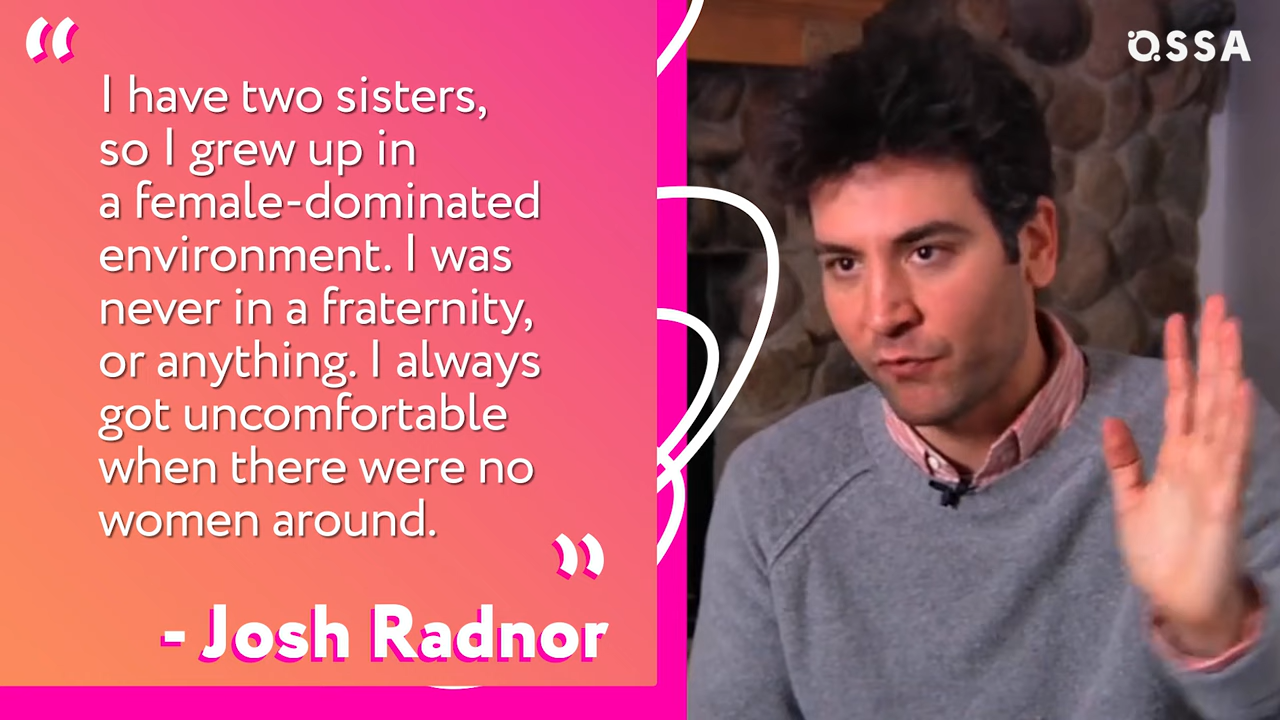 “
I have two sisters,
so I grew up in
a female-dominated
environment. I was
never in a fraternity,
or anything. I always
got uncomfortable
when there were no
women around.
”
- Josh Radnor
OSSA